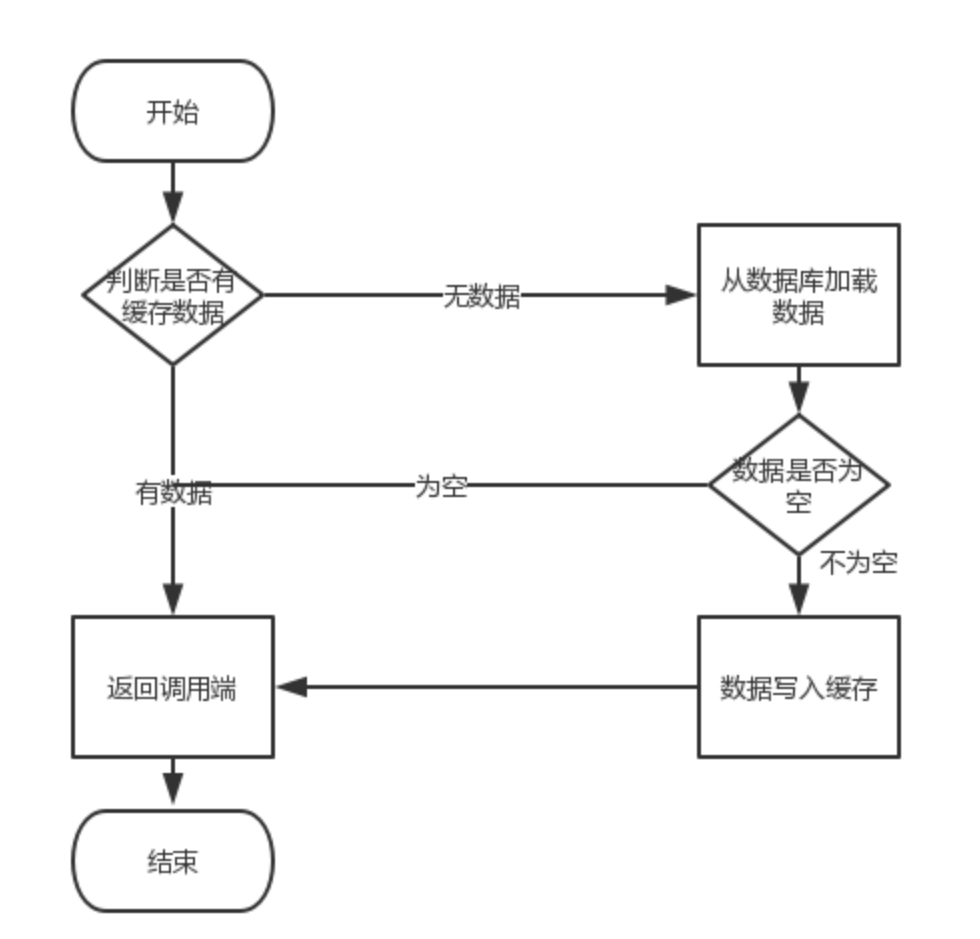 开始
判断是否有
缓存数据
无数据
从数据库加载
数据
有数据
为空
数据是否为
空
不为空
返回调用端
数据写入缓存
结束